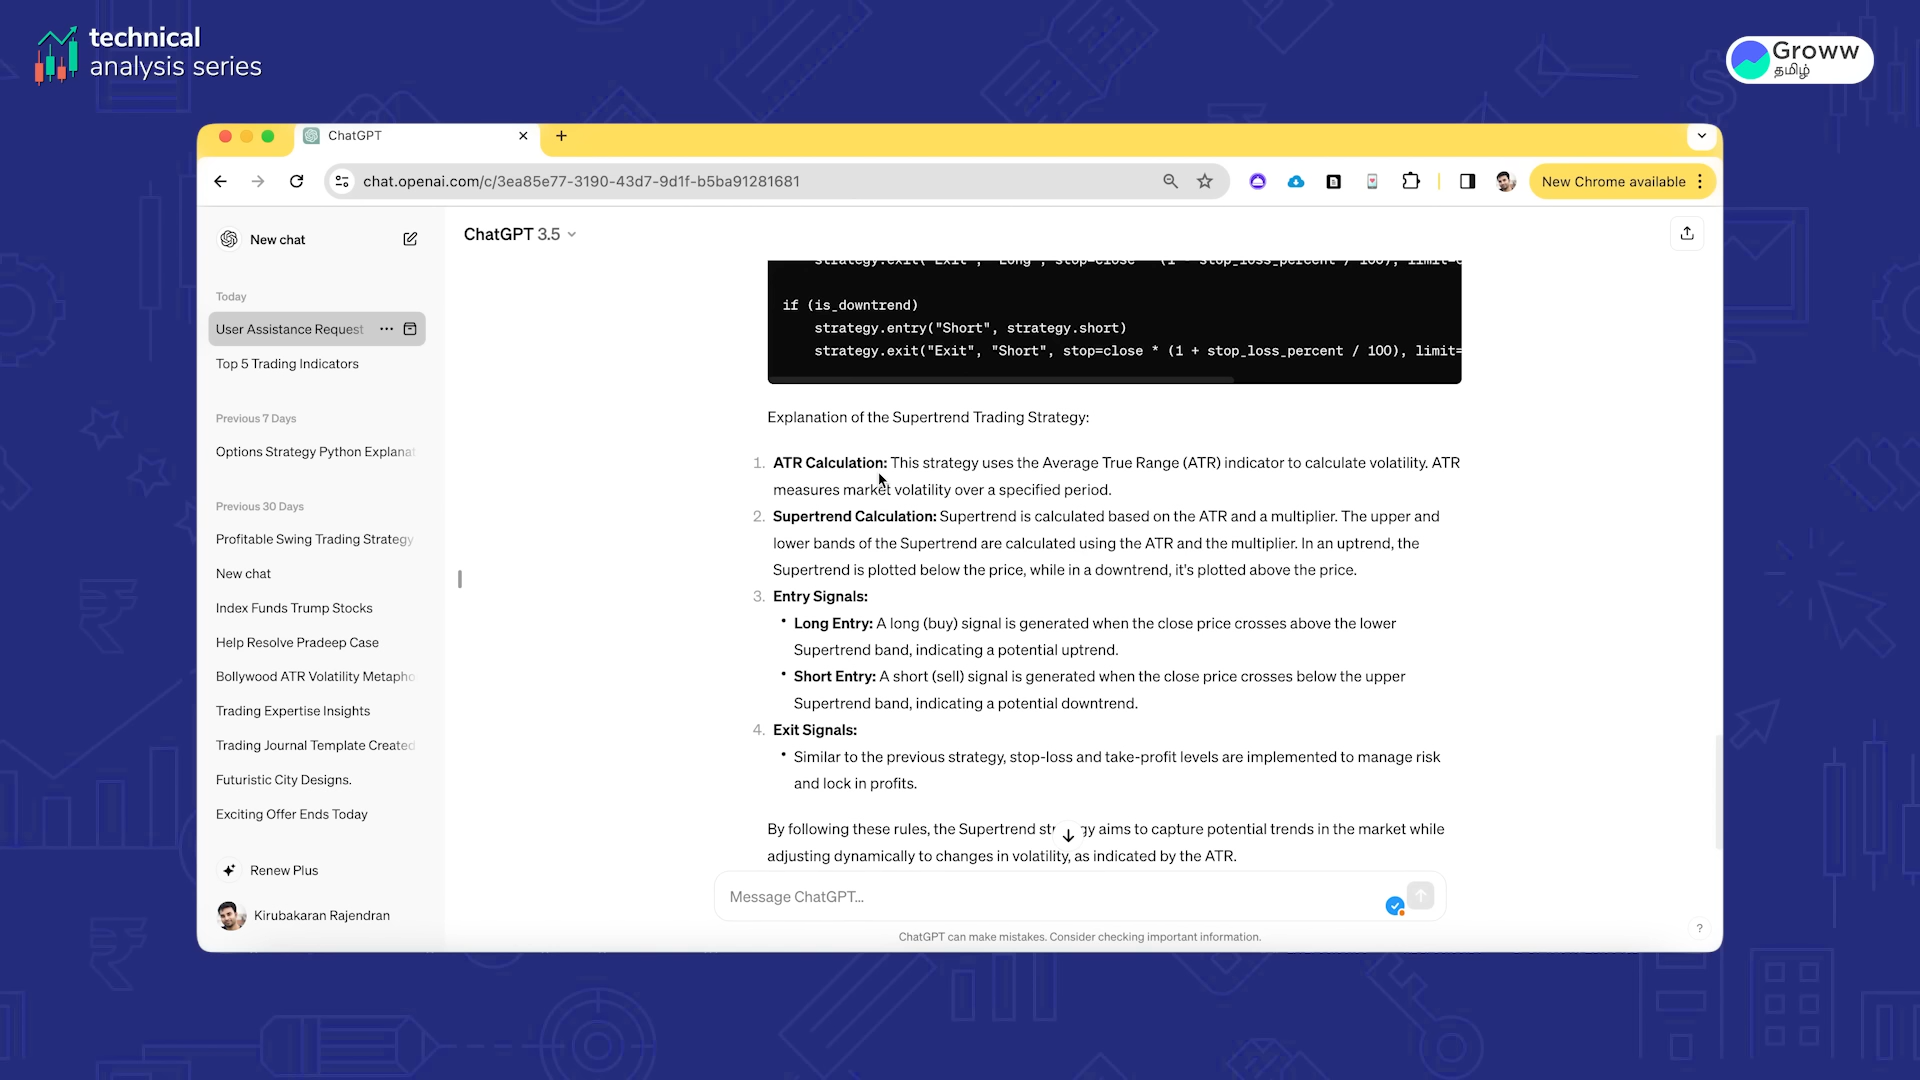 technical
analysis series
Groww
தமிழ்
ChatGPT
chat.openai.com/c/3ea85e77-3190-43d7-9d1f-b5ba91281681
New Chrome available
New chat
ChatGPT 3.5
Today
User Assistance Request
Top 5 Trading Indicators
Previous 7 Days
Options Strategy Python Explanat
Previous 30 Days
Profitable Swing Trading Strategy
New chat
Index Funds Trump Stocks
Help Resolve Pradeep Case
Bollywood ATR Volatility Metapho
Trading Expertise Insights
Trading Journal Template Created
Futuristic City Designs.
Exciting Offer Ends Today
Renew Plus
Kirubakaran Rajendran
strategy.exit("Exit", "Long", stop=close * (1 - stop_loss_percent / 100), limit=
if (is_downtrend)
strategy.entry("Short", strategy.short)
strategy.exit("Exit", "Short", stop=close * (1 + stop_loss_percent / 100), limit=
Explanation of the Supertrend Trading Strategy:
1. ATR Calculation: This strategy uses the Average True Range (ATR) indicator to calculate volatility. ATR
measures market volatility over a specified period.
2. Supertrend Calculation: Supertrend is calculated based on the ATR and a multiplier. The upper and
lower bands of the Supertrend are calculated using the ATR and the multiplier. In an uptrend, the
Supertrend is plotted below the price, while in a downtrend, it's plotted above the price.
3. Entry Signals:
• Long Entry: A long (buy) signal is generated when the close price crosses above the lower
Supertrend band, indicating a potential uptrend.
• Short Entry: A short (sell) signal is generated when the close price crosses below the upper
Supertrend band, indicating a potential downtrend.
4. Exit Signals:
• Similar to the previous strategy, stop-loss and take-profit levels are implemented to manage risk
and lock in profits.
By following these rules, the Supertrend aims to capture potential trends in the market while
adjusting dynamically to changes in volatility, as indicated by the ATR.
Message ChatGPT...
ChatGPT can make mistakes. Consider checking important information.
?